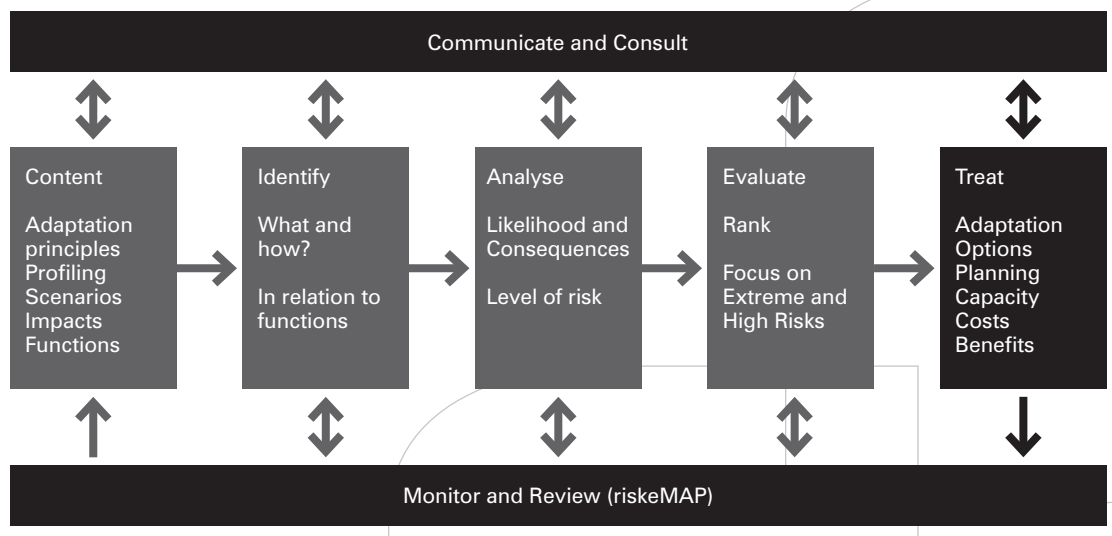 Communicate and Consult
Content
Adaptation
principles
Profiling
Scenarios
Impacts
Functions
Identify
What and
how?
In relation to
functions
Analyse
Likelihood and
Consequences
Level of risk
Evaluate
Rank
Focus on
Extreme and
High Risks
Treat
Adaptation
Options
Planning
Capacity
Costs
Benefits
Monitor and Review (riskeMAP)